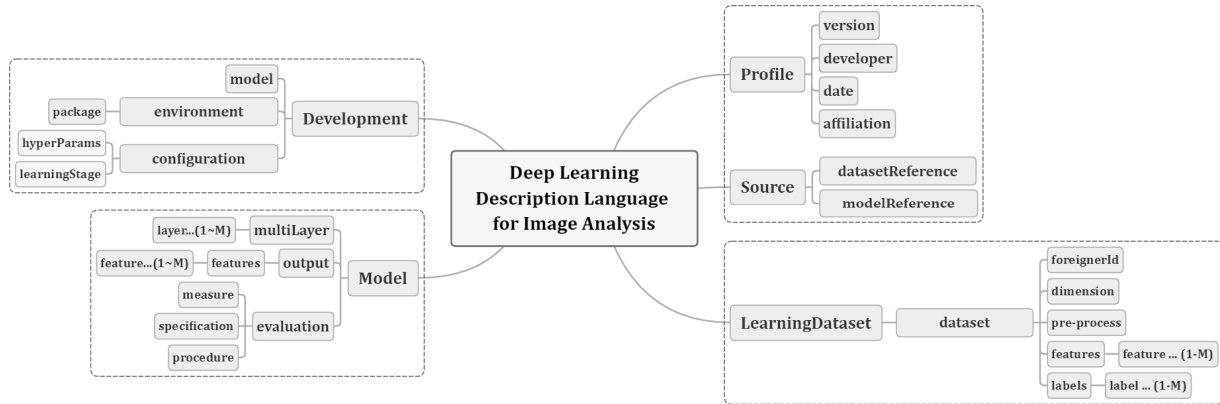 Deep Learning
Description Language
for Image Analysis
Development
model
environment
package
configuration
hyperParams
learningStage
Model
multiLayer
layer...(1~M)
output
features
feature...(1~M)
evaluation
measure
specification
procedure
Profile
version
developer
date
affiliation
Source
datasetReference
modelReference
LearningDataset
dataset
foreignerId
dimension
pre-process
features
feature ... (1-M)
labels
label ... (1-M)